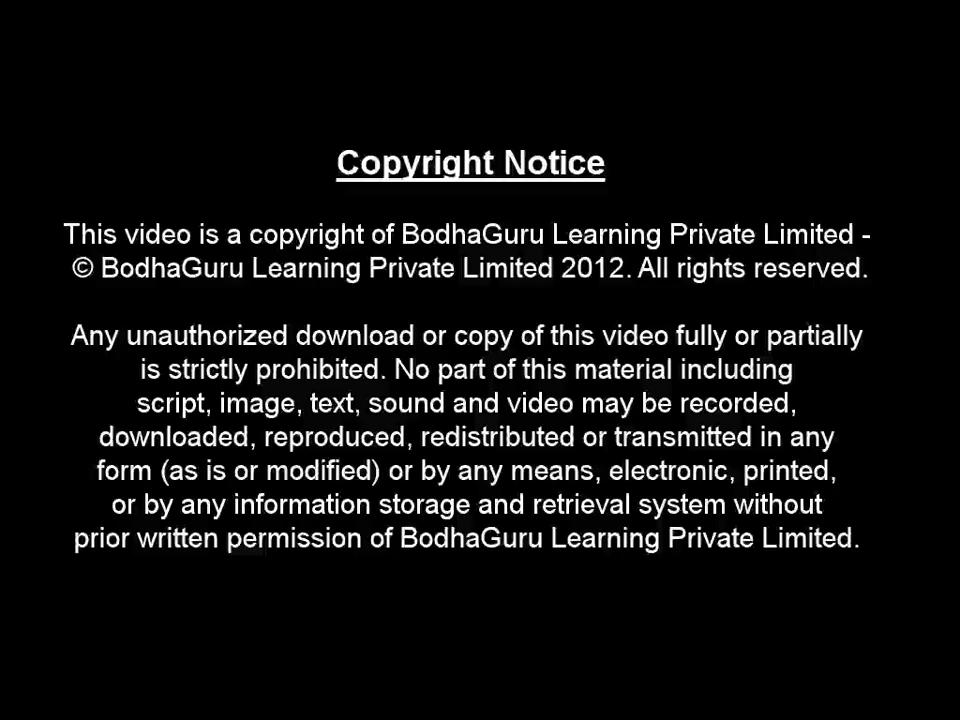 Copyright Notice
This video is a copyright of BodhaGuru Learning Private Limited -
© BodhaGuru Learning Private Limited 2012. All rights reserved.
Any unauthorized download or copy of this video fully or partially
is strictly prohibited. No part of this material including
script, image, text, sound and video may be recorded,
downloaded, reproduced, redistributed or transmitted in any
form (as is or modified) or by any means, electronic, printed,
or by any information storage and retrieval system without
prior written permission of BodhaGuru Learning Private Limited.